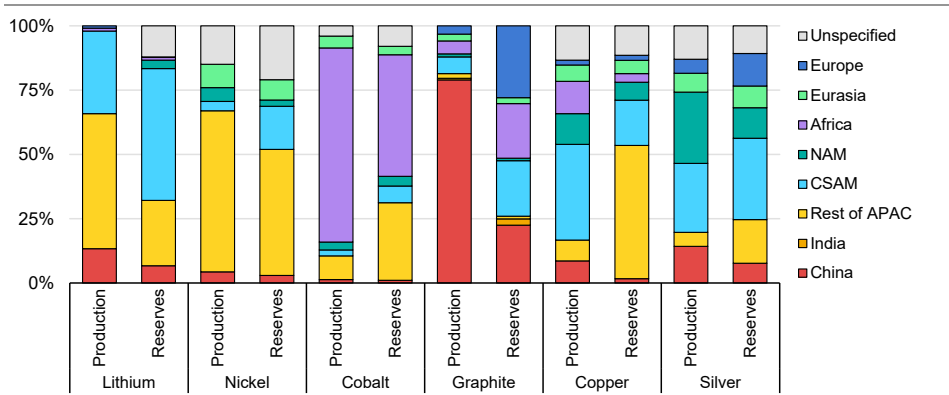 100%
75%
50%
25%
0%
Production
Reserves
Production
Reserves
Production
Reserves
Production
Reserves
Production
Reserves
Production
Reserves
Lithium
Nickel
Cobalt
Graphite
Copper
Silver
Unspecified
Europe
Eurasia
Africa
NAM
CSAM
Rest of APAC
India
China